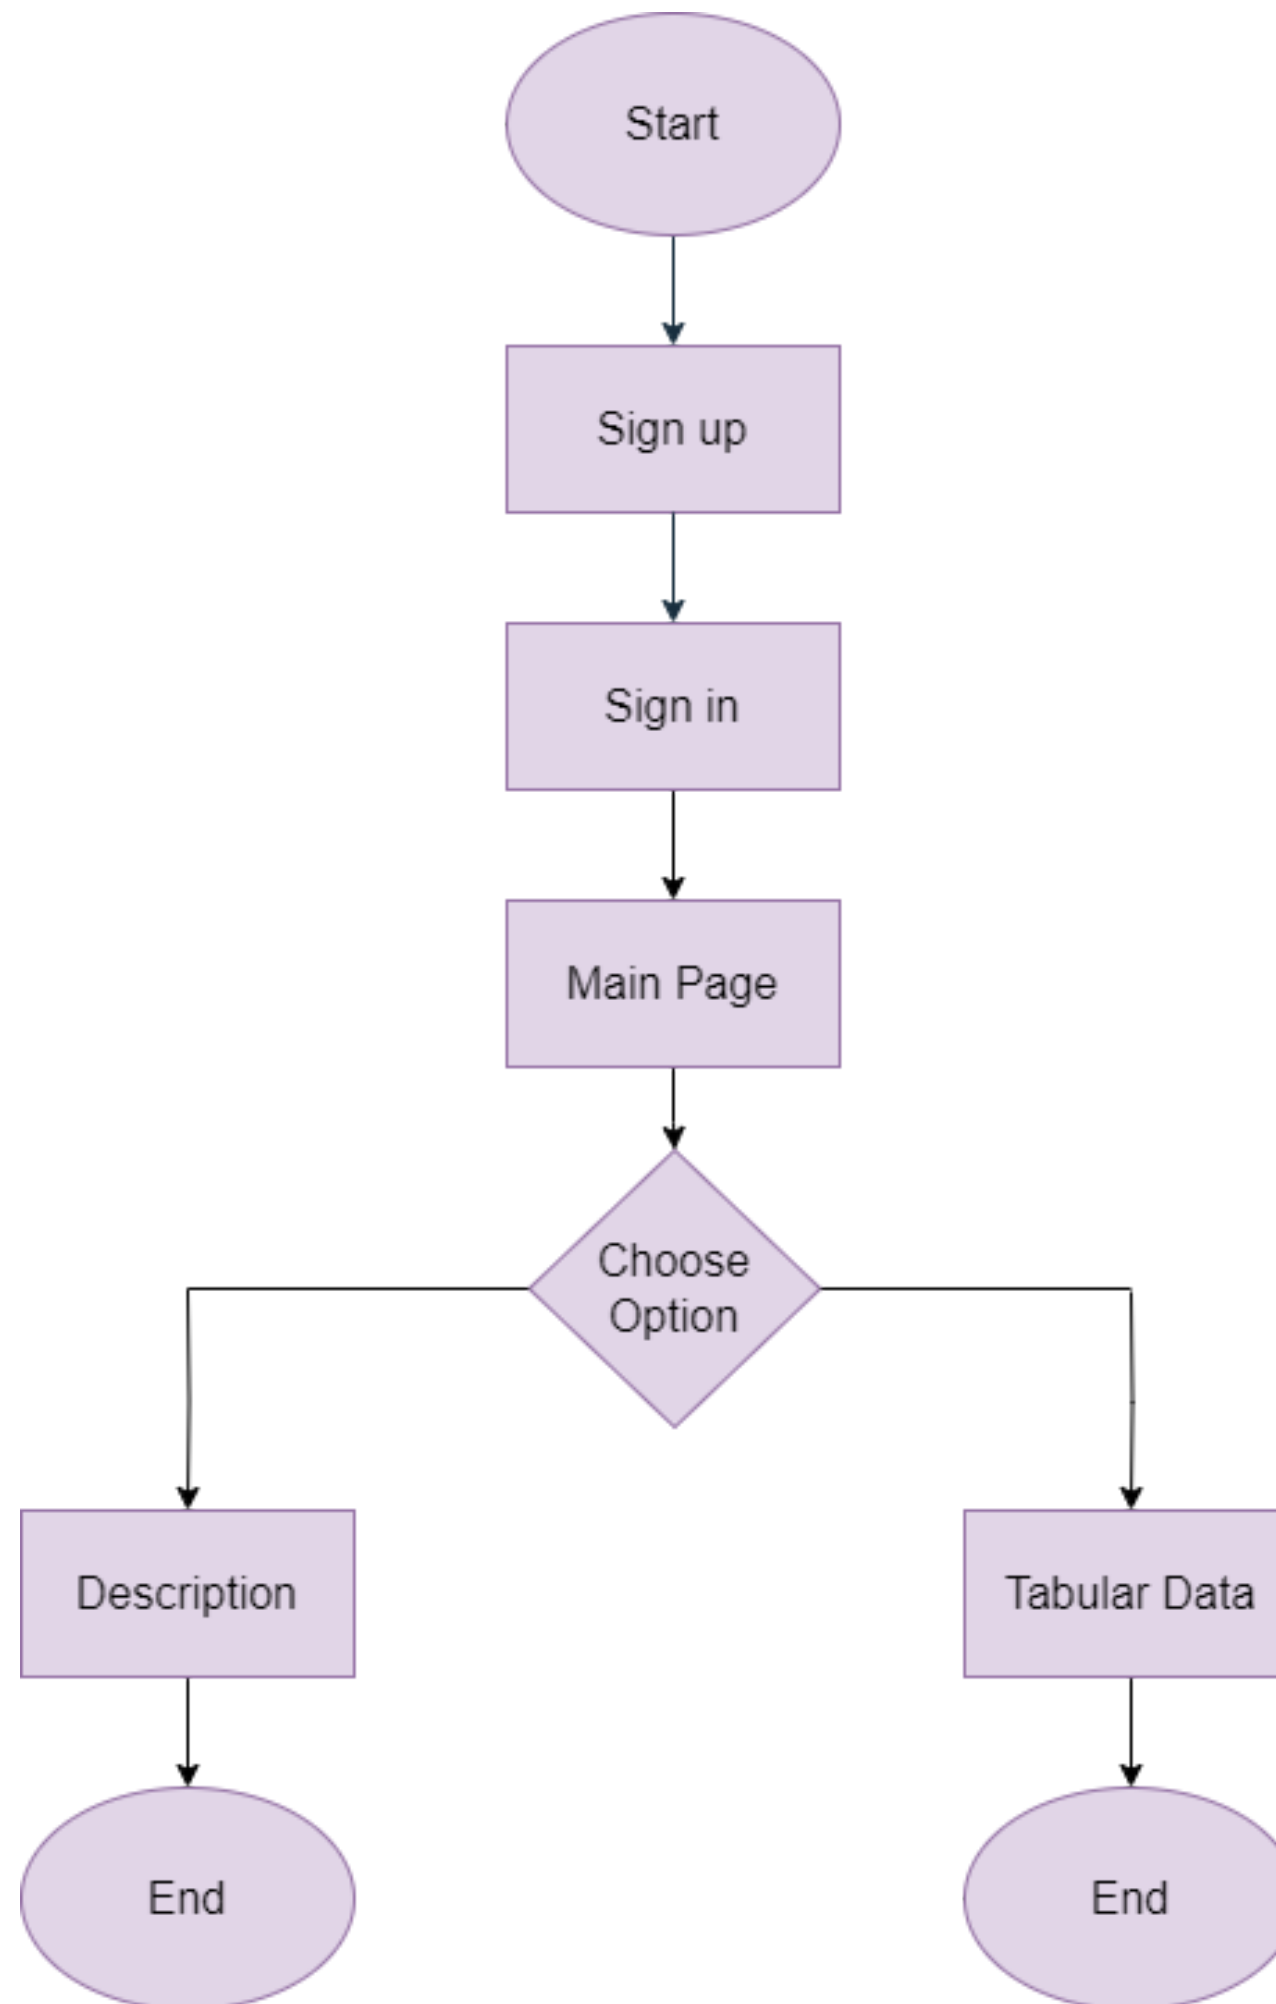 Start
Sign up
Sign in
Main Page
Choose
Option
Description
Tabular Data
End
End